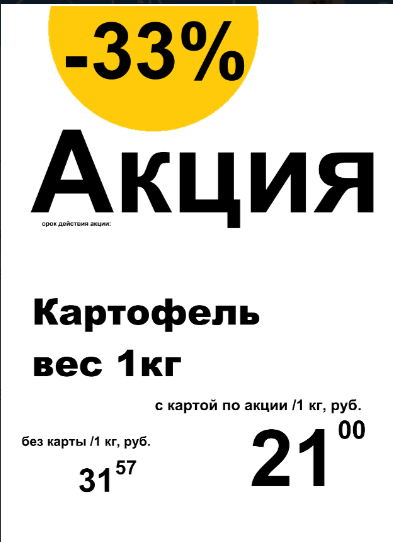 -33%
Акция
срок действия акции:
Картофель
вес 1кг
с картой по акции /1 кг, руб.
без карты /1 кг, руб.
21 00
31 57